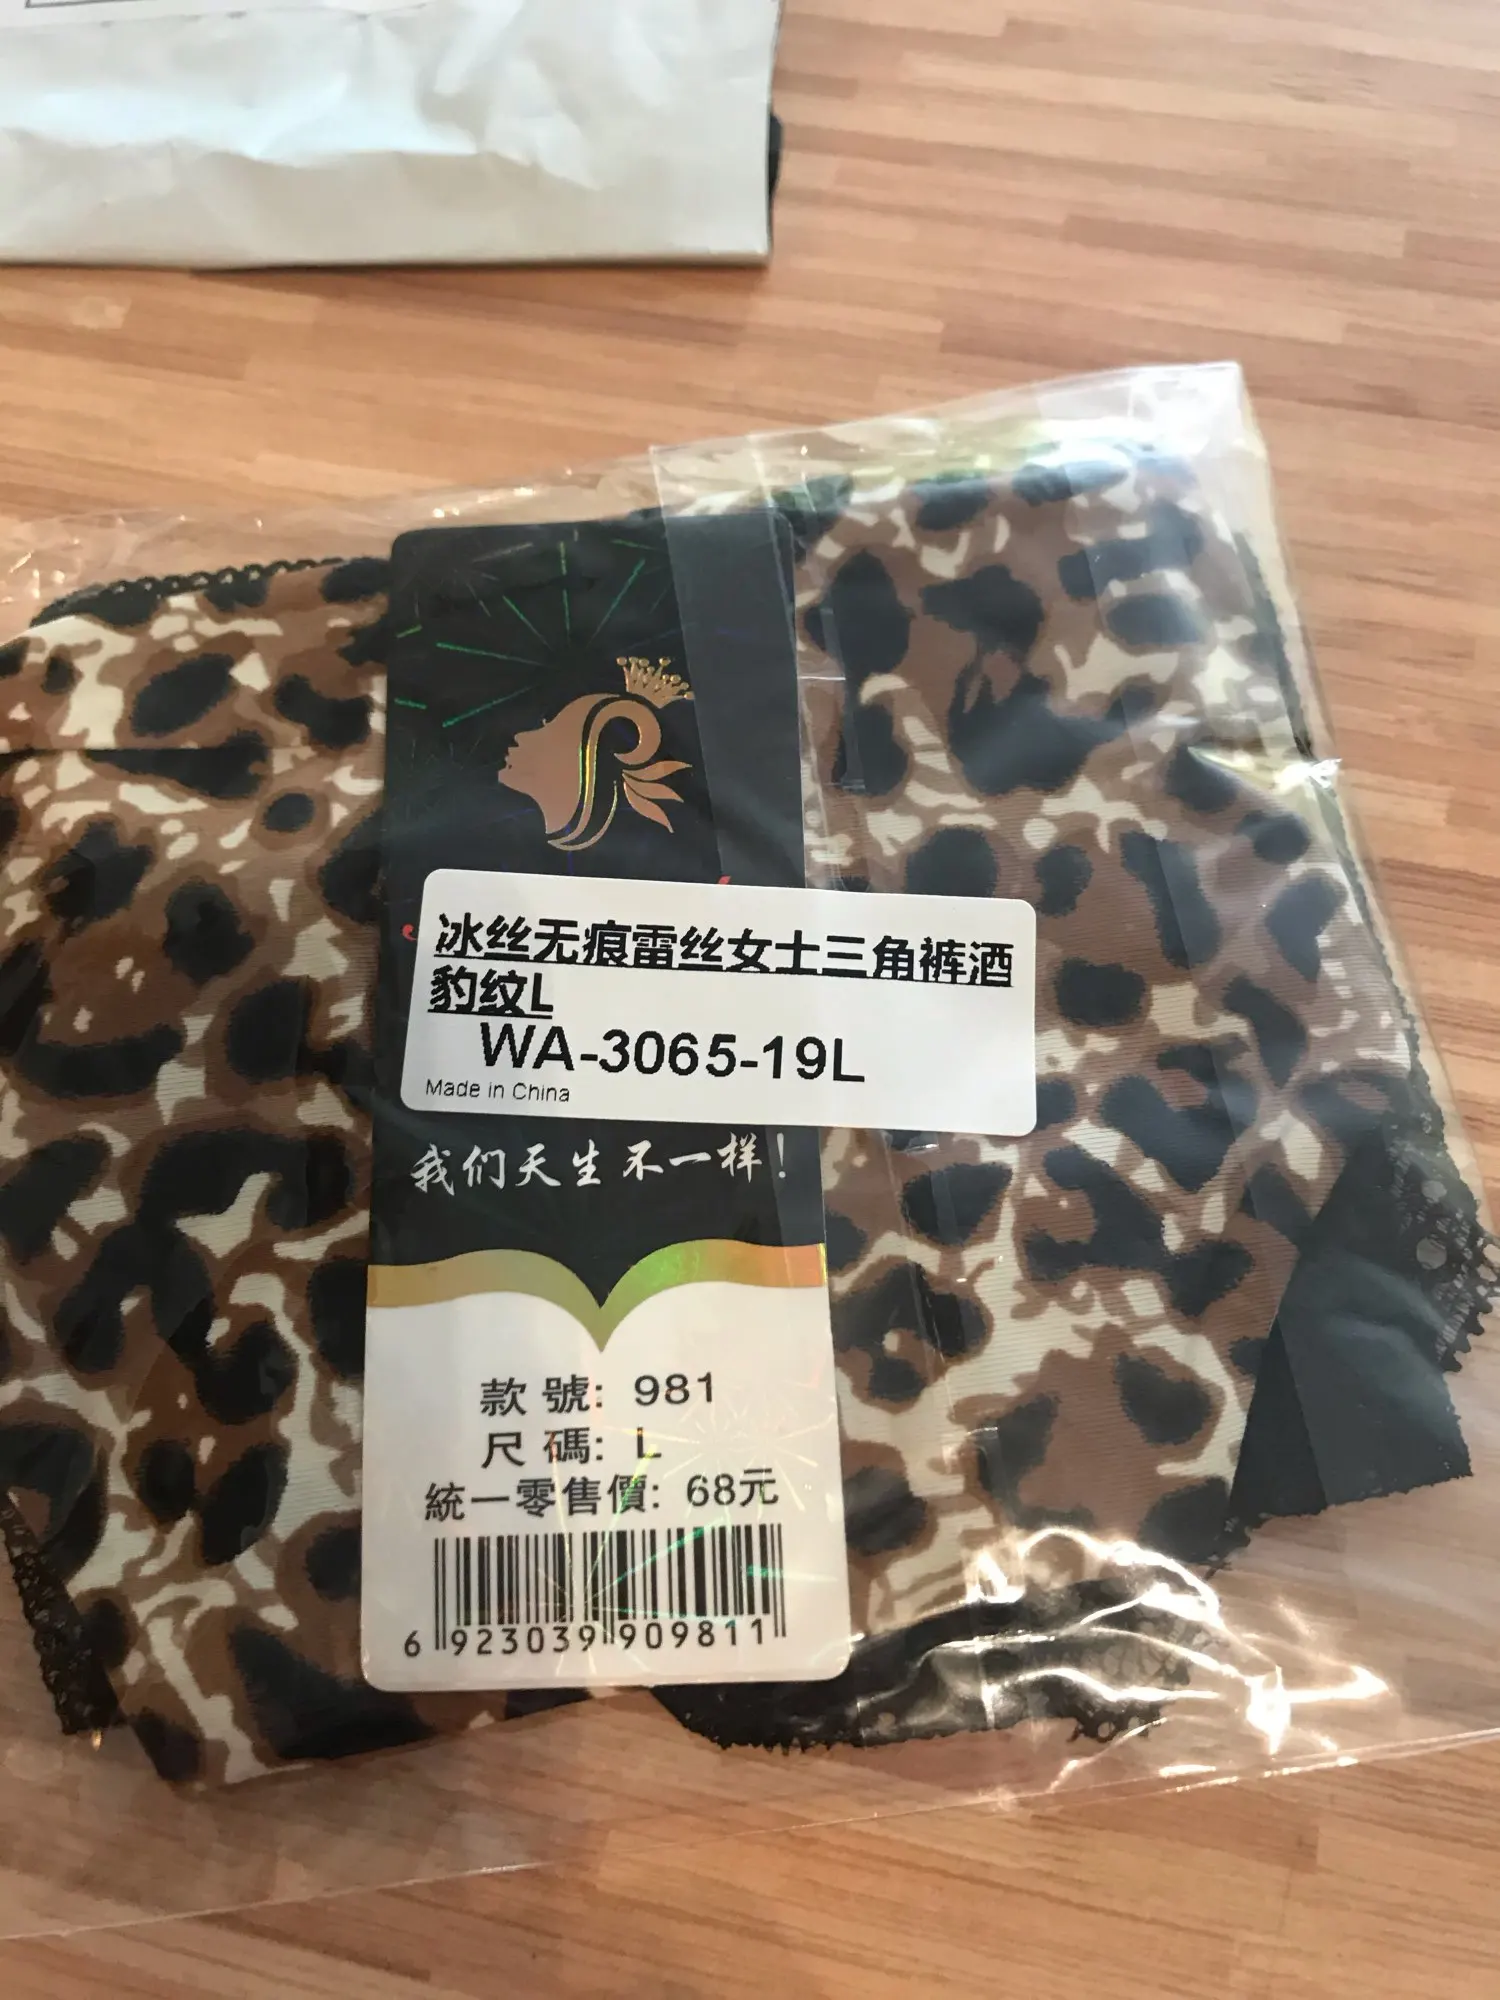 冰丝无痕雷丝女士三角裤酒
豹纹L
WA-3065-19L
Made in China
我们天生不一样！
款號: 981
尺碼: L
統一零售價: 68元
6 923039 909811